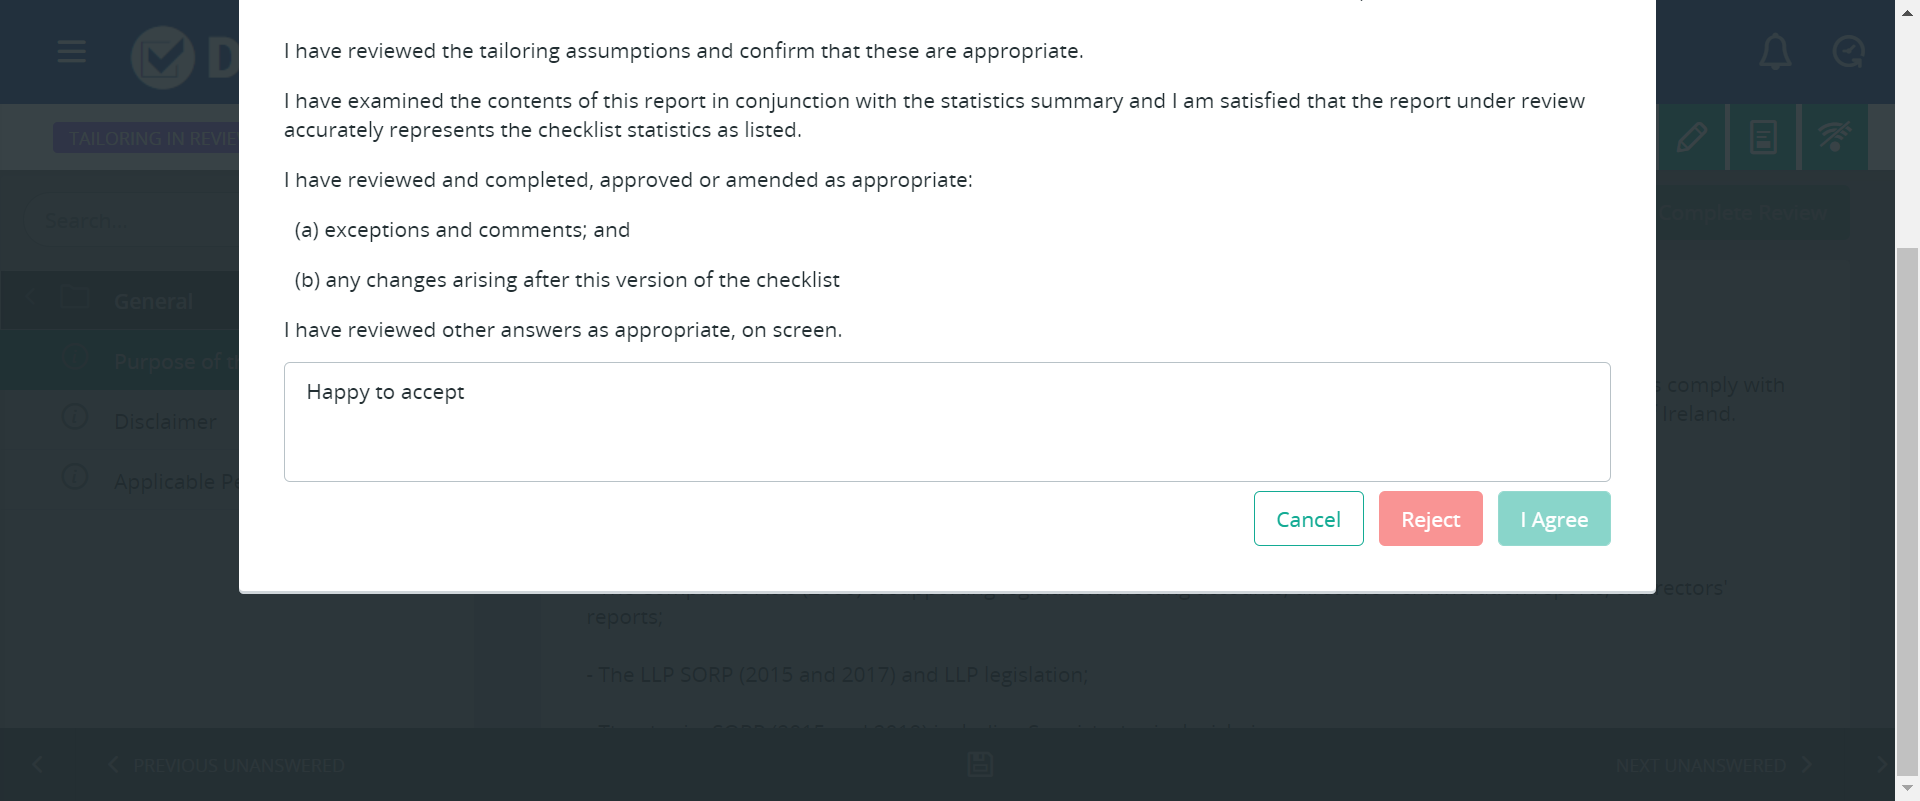 I have reviewed the tailoring assumptions and confirm that these are appropriate.
I have examined the contents of this report in conjunction with the statistics summary and I am satisfied that the report under review
accurately represents the checklist statistics as listed.
TAILORING IN REVIE
I have reviewed and completed, approved or amended as appropriate:
Search...
Complete Review
(a) exceptions and comments; and
(b) any changes arising after this version of the checklist
General
I have reviewed other answers as appropriate, on screen.
Purpose of th
Happy to accept
comply with
Ireland.
Disclaimer
Applicable Pe
Cancel
Reject
I Agree
rectors'
reports;
- The LLP SORP (2015 and 2017) and LLP legislation;
PREVIOUS UNANSWERED
NEXT UNANSWERED